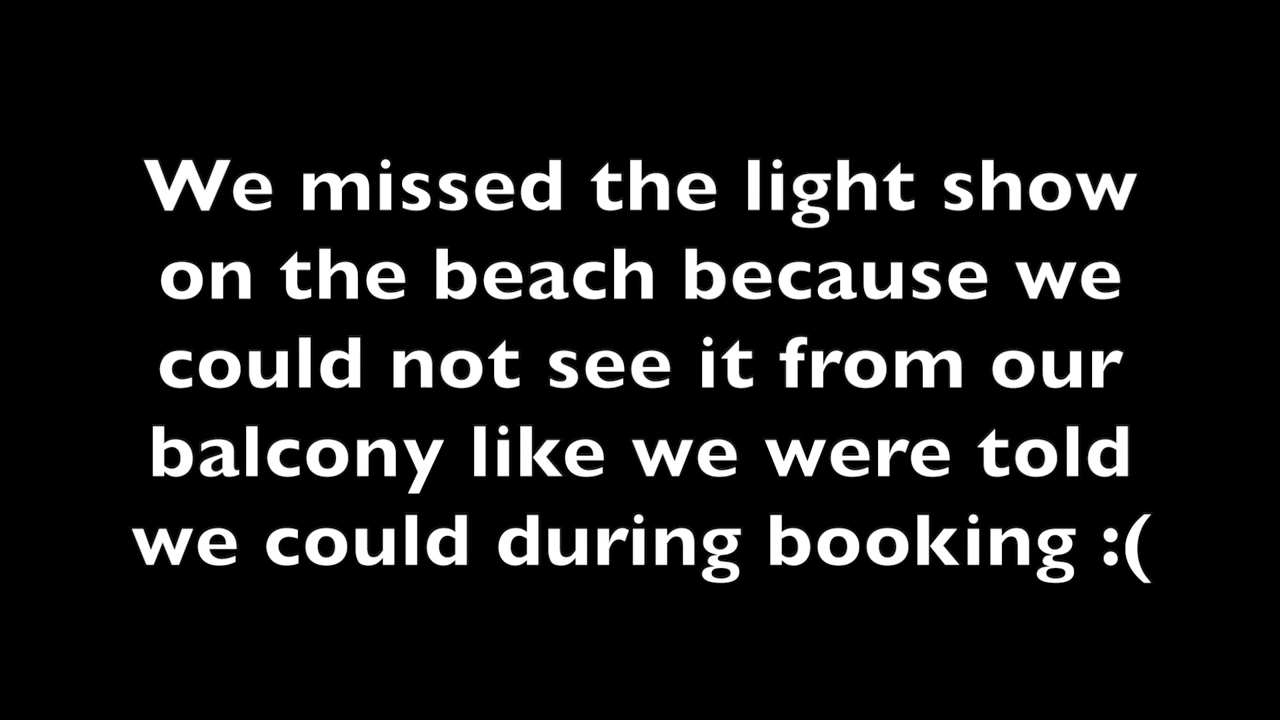 We missed the light show
on the beach because we
could not see it from our
balcony like we were told
we could during booking :(